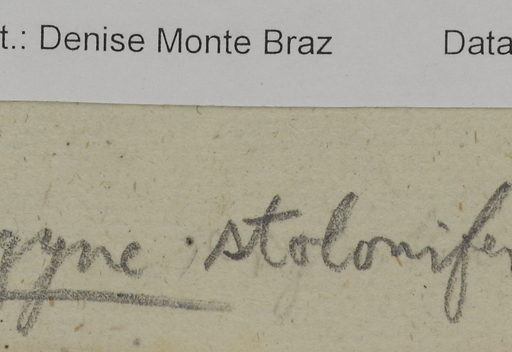 t.: Denise Monte Braz Data
gyne stolonifer